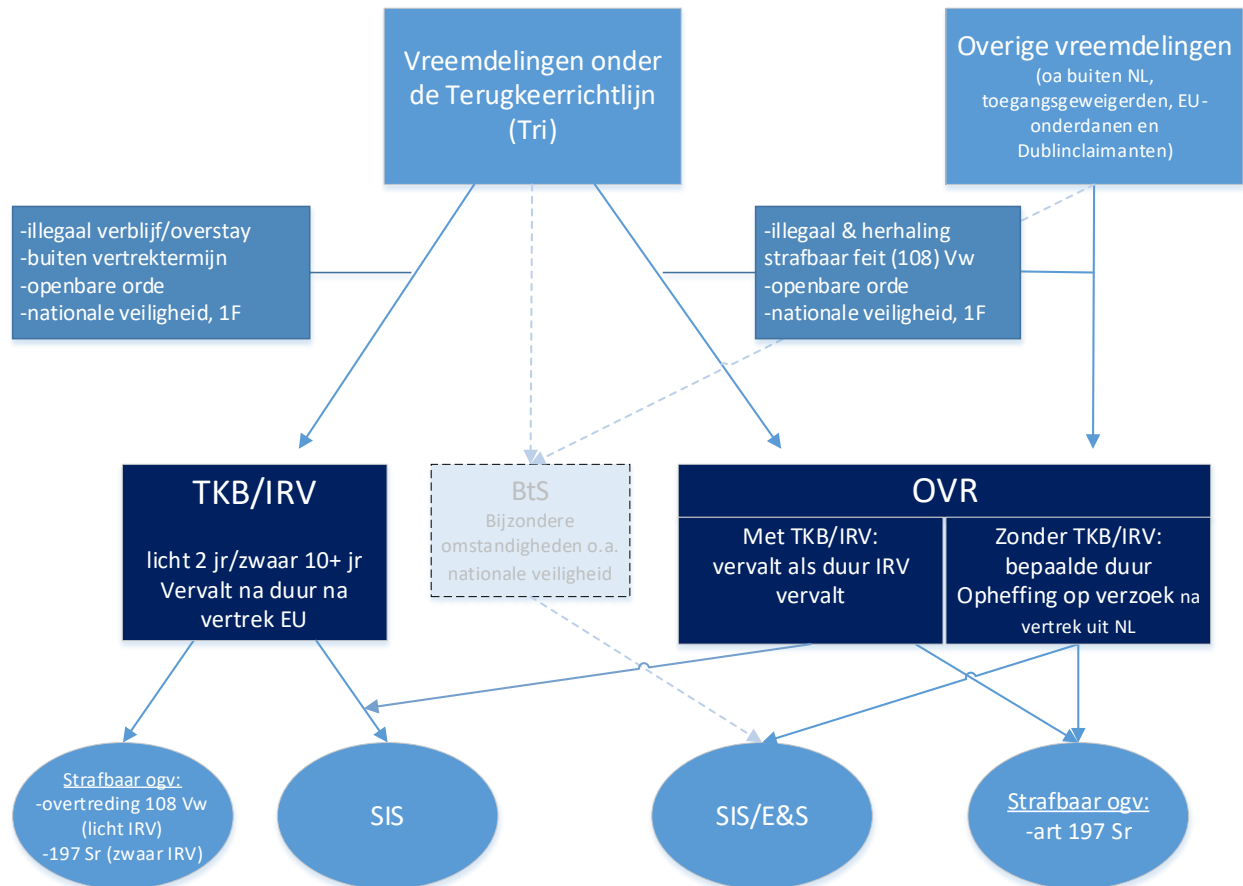 Vreemdelingen onder
de Terugkeerrichtlijn
(Tri)
Overige vreemdelingen
(oa buiten NL,
toegangsgeweigerden, EU-
onderdanen en
Dublinclaimanten)
-illegaal verblijf/overstay
-buiten vertrektermijn
-openbare orde
-nationale veiligheid, 1F
-illegaal & herhaling
strafbaar feit (108) Vw
-openbare orde
-nationale veiligheid, 1F
TKB/IRV
licht 2 jr/zwaar 10+ jr
Vervalt na duur na
vertrek EU
BtS
Bijzondere
omstandigheden o.a.
nationale veiligheid
OVR
Met TKB/IRV:
vervalt als duur IRV
vervalt
Zonder TKB/IRV:
bepaalde duur
Opheffing op verzoek na
vertrek uit NL
Strafbaar ogv:
-overtreding 108 Vw
(licht IRV)
-197 Sr (zwaar IRV)
SIS
SIS/E&S
Strafbaar ogv:
-art 197 Sr